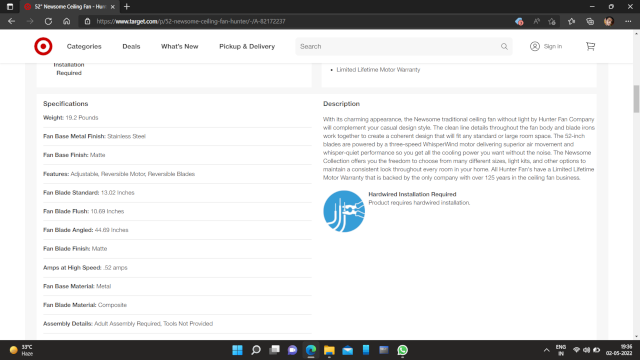 52" Newsome Ceiling Fan - Hunt
https://www.target.com/p/52-newsome-ceiling-fan-hunter/-/A-82172237
Categories
Deals
What's New
Pickup & Delivery
Search
Sign in
Installation
Required
Limited Lifetime Motor Warranty
Specifications
Weight: 19.2 Pounds
Fan Base Metal Finish: Stainless Steel
Fan Base Finish: Matte
Features: Adjustable, Reversible Motor, Reversible Blades
Fan Blade Standard: 13.02 Inches
Fan Blade Flush: 10.69 Inches
Fan Blade Angled: 44.69 Inches
Fan Blade Finish: Matte
Amps at High Speed: .52 amps
Fan Base Material: Metal
Fan Blade Material: Composite
Assembly Details: Adult Assembly Required, Tools Not Provided
Description
With its charming appearance, the Newsome traditional ceiling fan without light by Hunter Fan Company
will complement your casual design style. The clean line details throughout the fan body and blade irons
work together to create a coherent design that will fit any standard or large room space. The 52-inch
blades are powered by a three-speed WhisperWind motor delivering superior air movement and
whisper-quiet performance so you get all the cooling power you want without the noise. The Newsome
Collection offers you the freedom to choose from many different sizes, light kits, and other options to
maintain a consistent look throughout every room in your home. All Hunter Fan's have a Limited Lifetime
Motor Warranty that is backed by the only company with over 125 years in the ceiling fan business.
Hardwired Installation Required
Product requires hardwired installation.
33°C
Haze
ENG
IN
19:36
02-05-2022